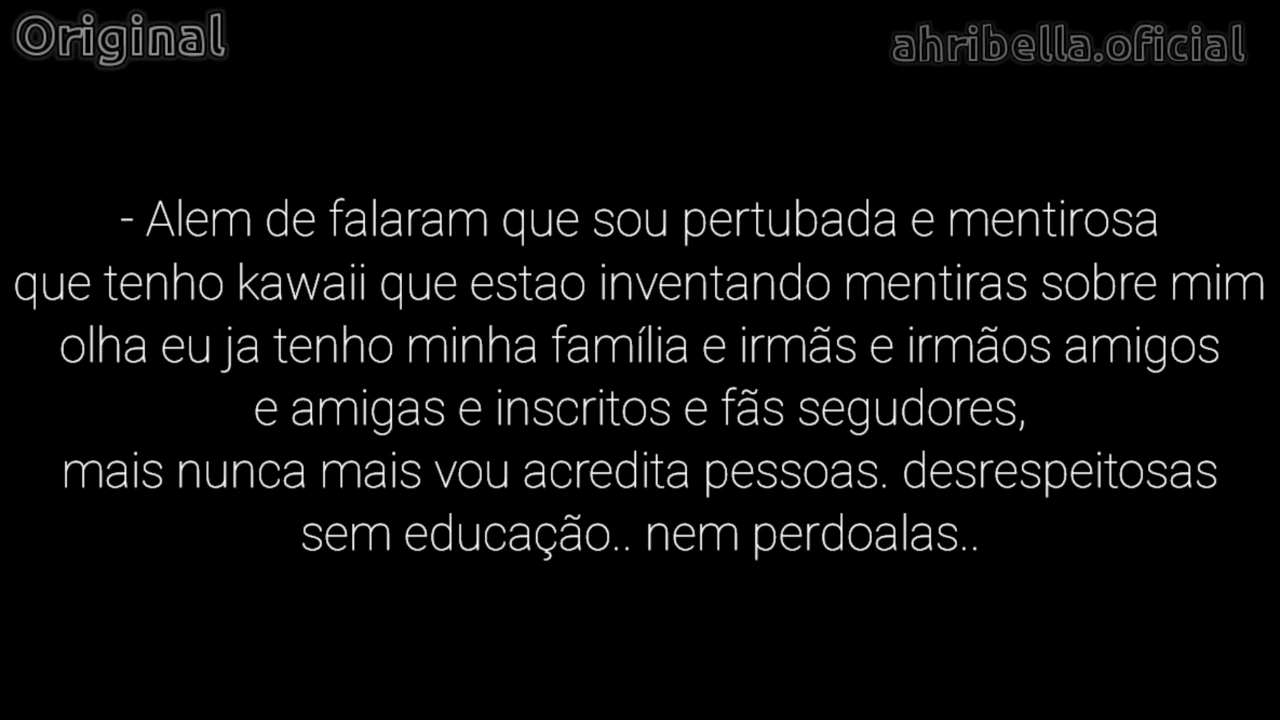 Original
ahribella.oficial
- Alem de falaram que sou pertubada e mentirosa
que tenho kawaii que estao inventando mentiras sobre mim
olha eu ja tenho minha família e irmãs e irmãos amigos
e amigas e inscritos e fãs segudores,
mais nunca mais vou acredita pessoas. desrespeitosas
sem educação.. nem perdoalas..